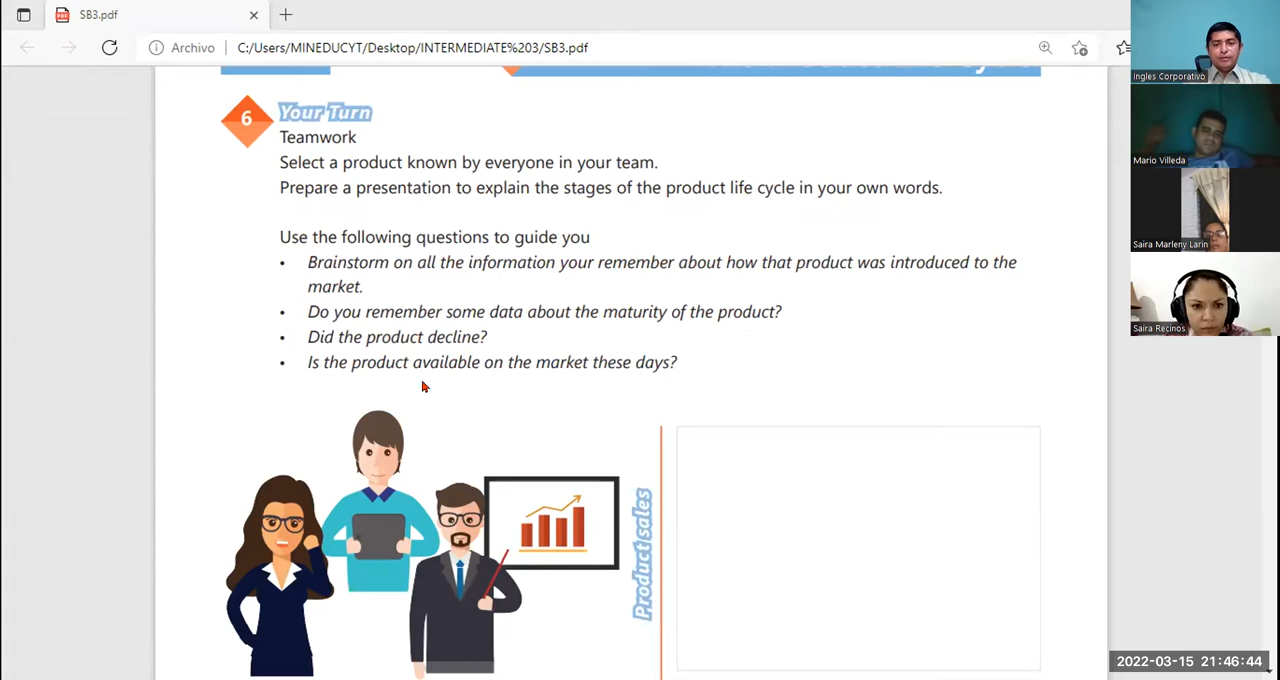 SB3.pdf
Archivo
C:/Users/MINEDUCYT/Desktop/INTERMEDIATE%203/SB3.pdf
6
Your Turn
Teamwork
Select a product known by everyone in your team.
Prepare a presentation to explain the stages of the product life cycle in your own words.
Use the following questions to guide you
• Brainstorm on all the information your remember about how that product was introduced to the
market.
• Do you remember some data about the maturity of the product?
• Did the product decline?
• Is the product available on the market these days?
Product sales
Ingles Corporativo
Mario Villeda
Saira Marleny Larin
Saira Recinos
2022-03-15 21:46:44